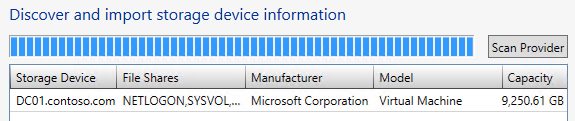 Discover and import storage device information
Scan Provider
Storage Device File Shares Manufacturer Model Capacity
DC01.contoso.com NETLOGON,SYSVOL,... Microsoft Corporation Virtual Machine 9,250.61 GB